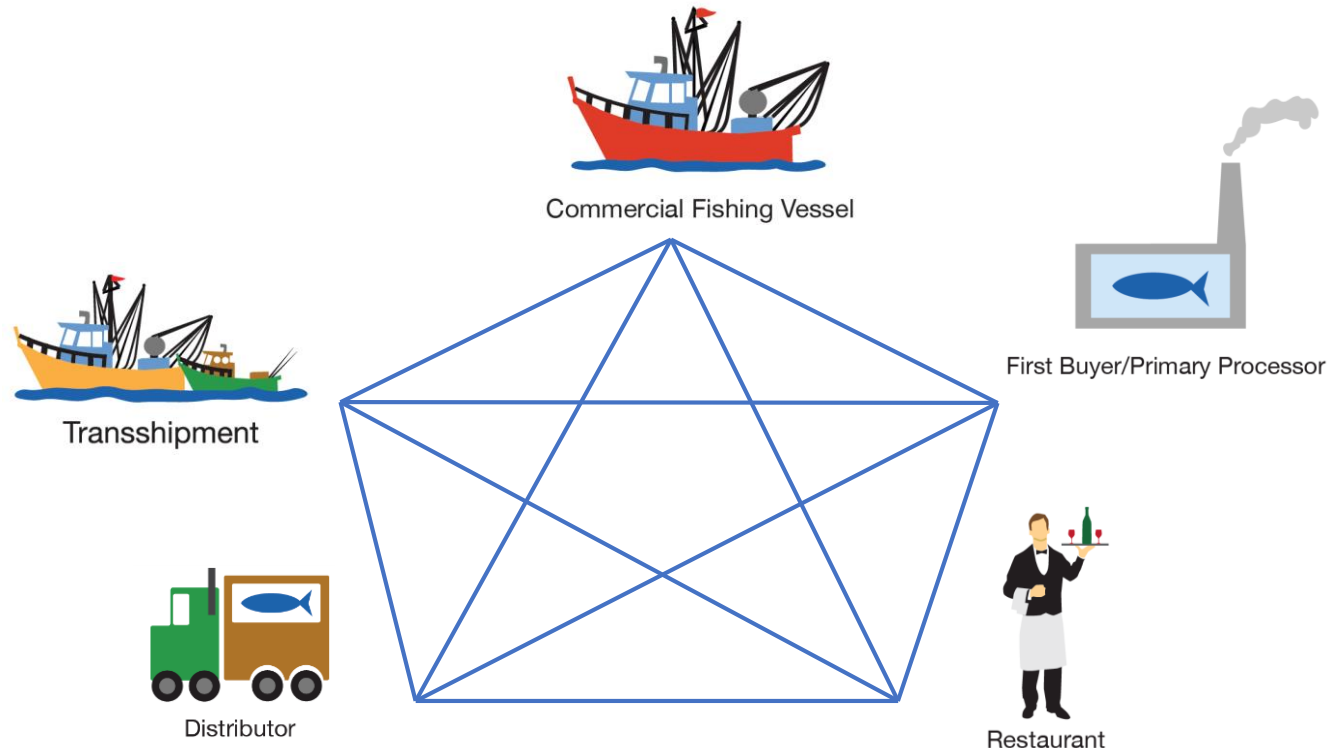 Commercial Fishing Vessel
First Buyer/Primary Processor
Transshipment
Distributor
Restaurant